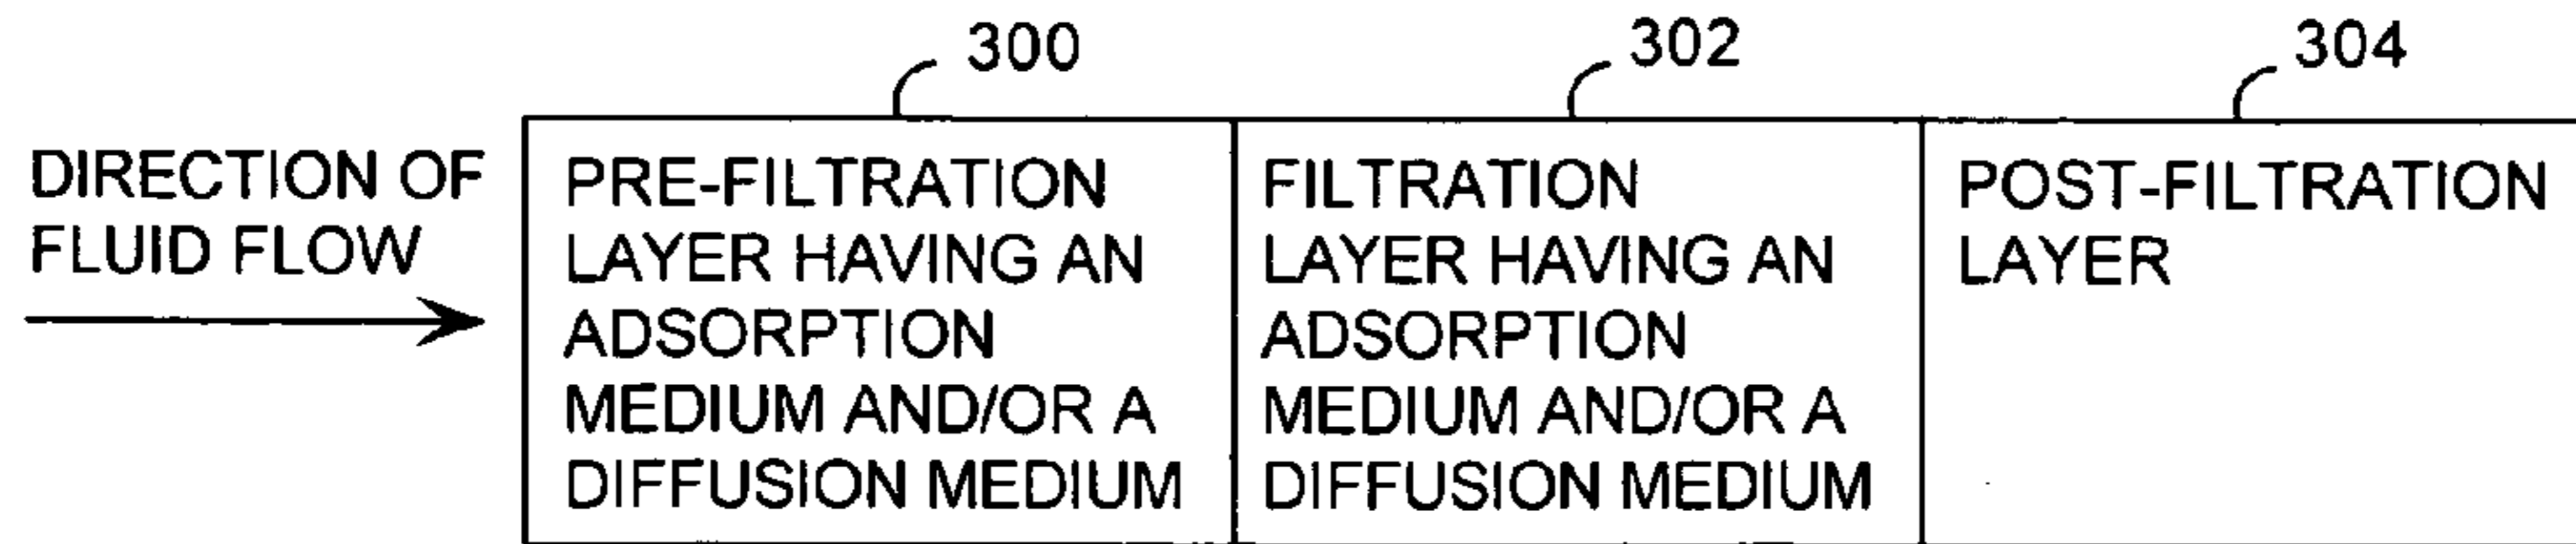 300
302
304
DIRECTION OF
FLUID FLOW
PRE-FILTRATION
LAYER HAVING AN
ADSORPTION
MEDIUM AND/OR A
DIFFUSION MEDIUM
FILTRATION
LAYER HAVING AN
ADSORPTION
MEDIUM AND/OR A
DIFFUSION MEDIUM
POST-FILTRATION
LAYER